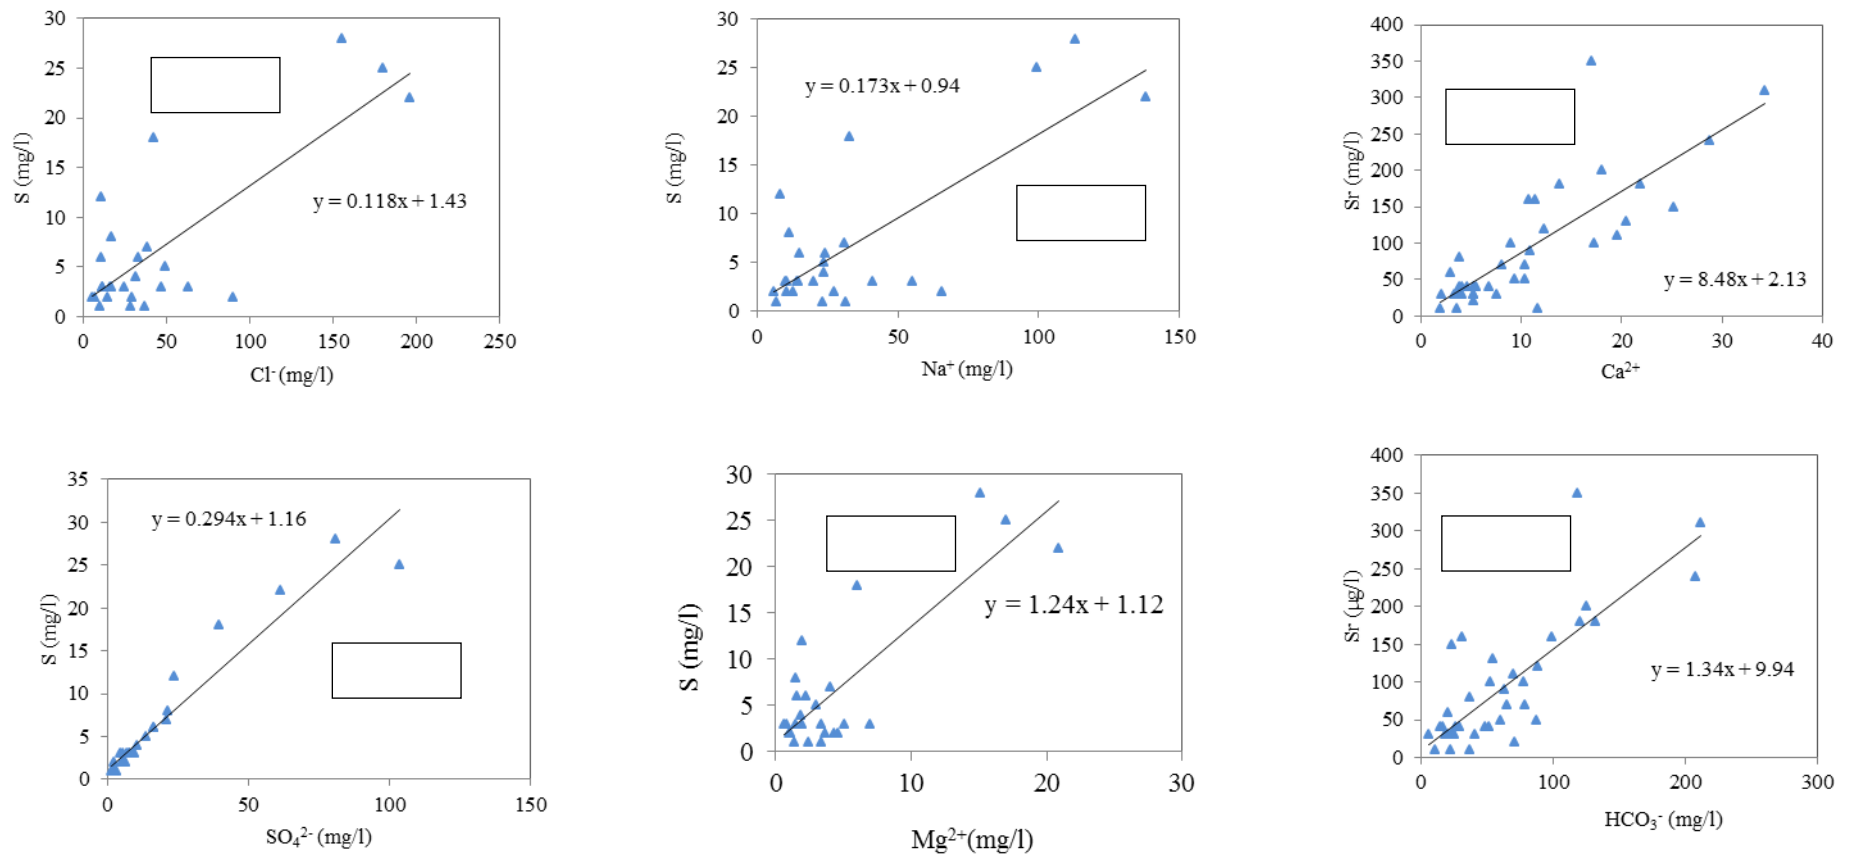 30
25
20
15
10
5
0
S (mg/l)
y = 0.118x + 1.43
0 50 100 150 200 250
Cl- (mg/l)
30
25
20
15
10
5
0
S (mg/l)
y = 0.173x + 0.94
0 50 100 150
Na+ (mg/l)
400
350
300
250
200
150
100
50
0
Sr (mg/l)
y = 8.48x + 2.13
0 10 20 30 40
Ca2+
35
30
25
20
15
10
5
0
S (mg/l)
y = 0.294x + 1.16
0 50 100 150
SO42- (mg/l)
30
25
20
15
10
5
0
S (mg/l)
y = 1.24x + 1.12
0 10 20 30
Mg2+(mg/l)
400
350
300
250
200
150
100
50
0
Sr (µg/l)
y = 1.34x + 9.94
0 100 200 300
HCO3- (mg/l)